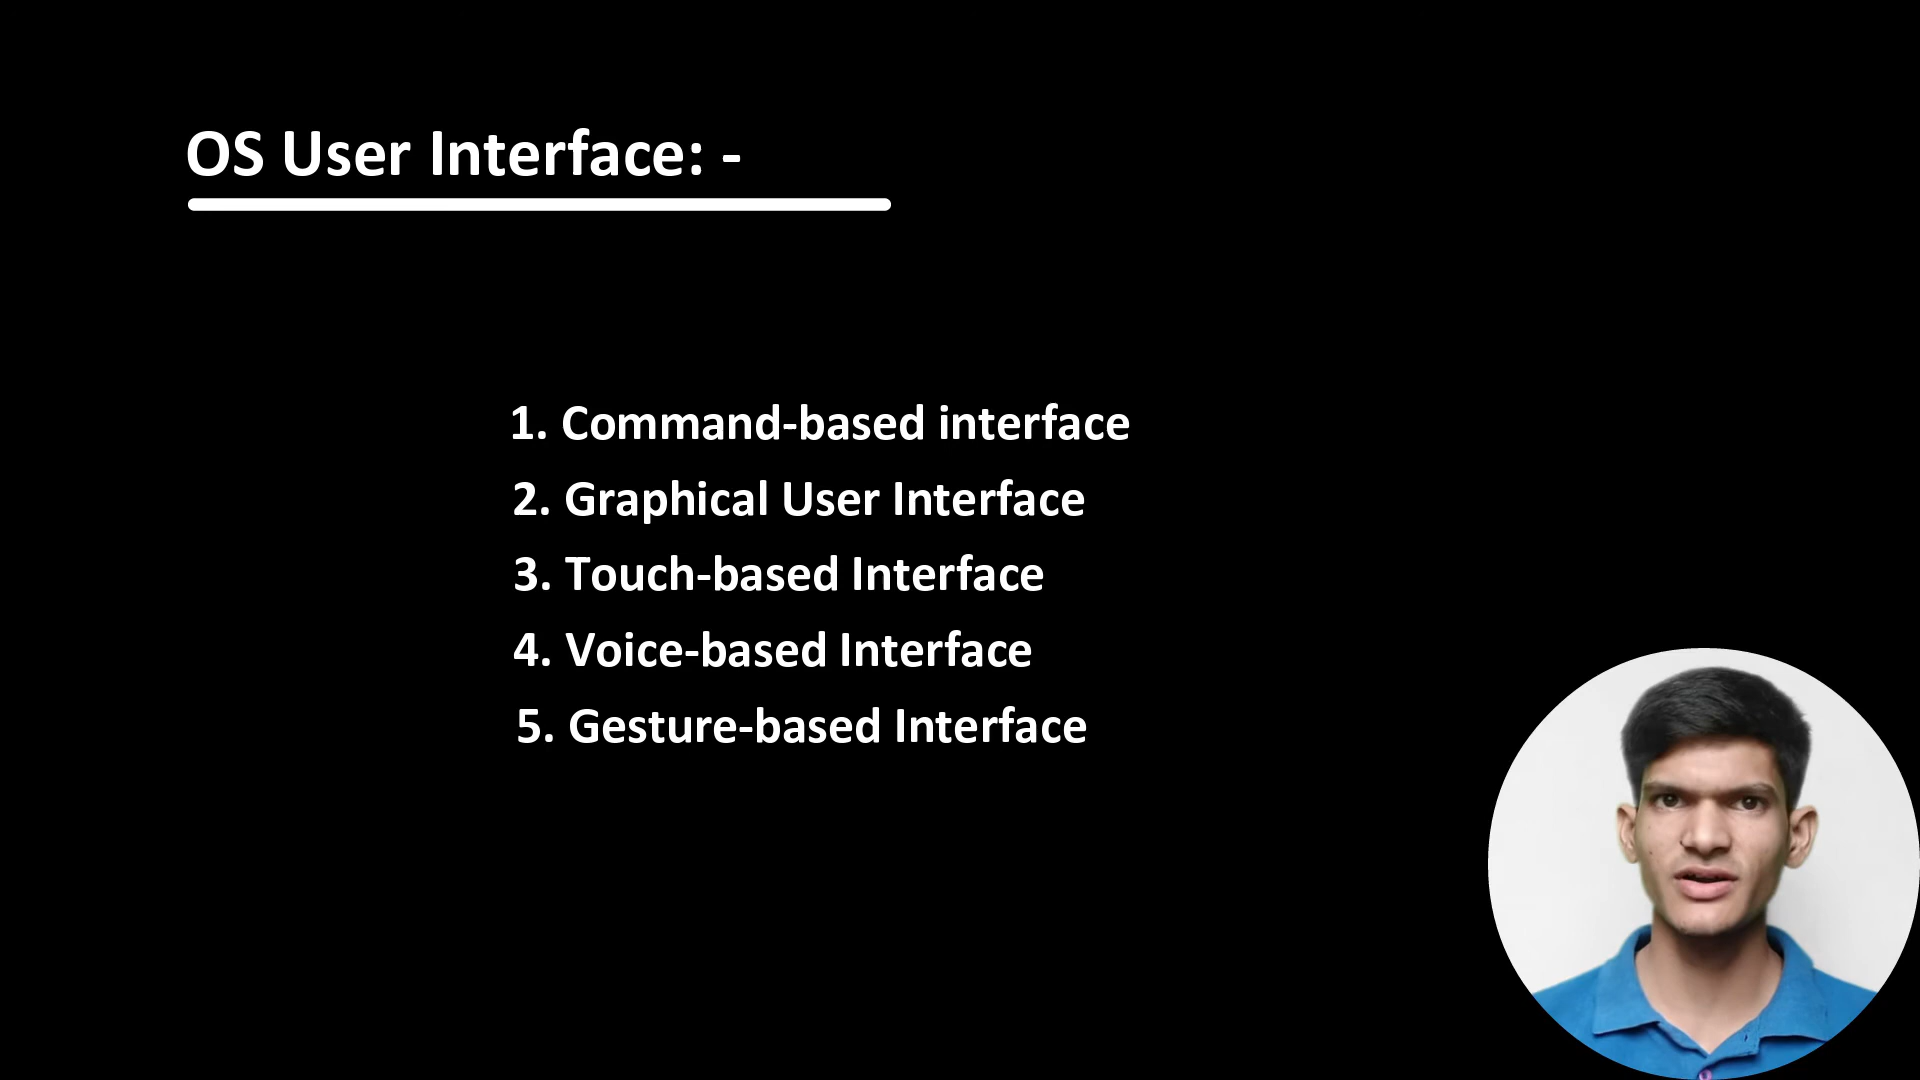 OS User Interface: -
1. Command-based interface
2. Graphical User Interface
3. Touch-based Interface
4. Voice-based Interface
5. Gesture-based Interface